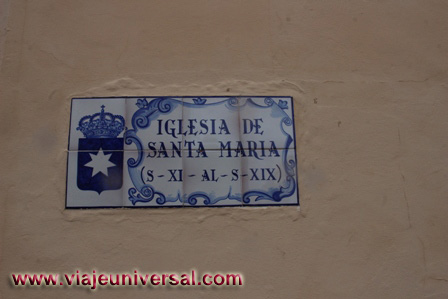 IGLESIA DE
SANTA MARIA
(S-XI-AL-S-XIX)
www.viajeuniversal.com